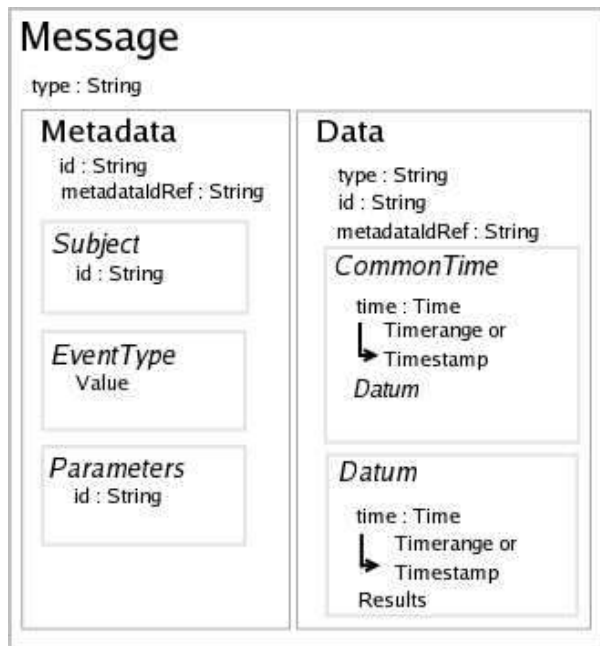 Message
type : String
Metadata
id : String
metadataIdRef : String
Subject
id : String
EventType
Value
Parameters
id : String
Data
type : String
id : String
metadataIdRef : String
CommonTime
time : Time
Timerange or
Timestamp
Datum
Datum
time : Time
Timerange or
Timestamp
Results